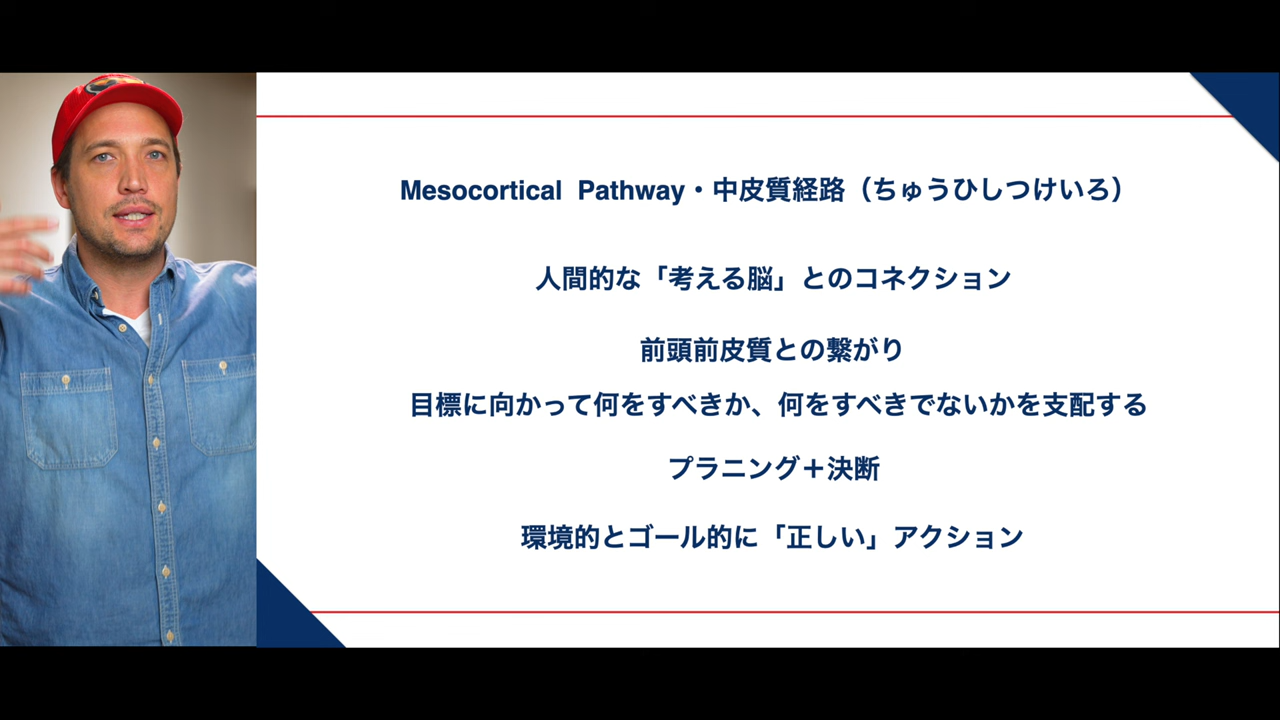 Mesocortical Pathway・中皮質経路（ちゅうひしつけいろ）
人間的な「考える脳」とのコネクション
前頭前皮質との繋がり
目標に向かって何をすべきか、何をすべきでないかを支配する
プラニング＋決断
環境的とゴール的に「正しい」アクション